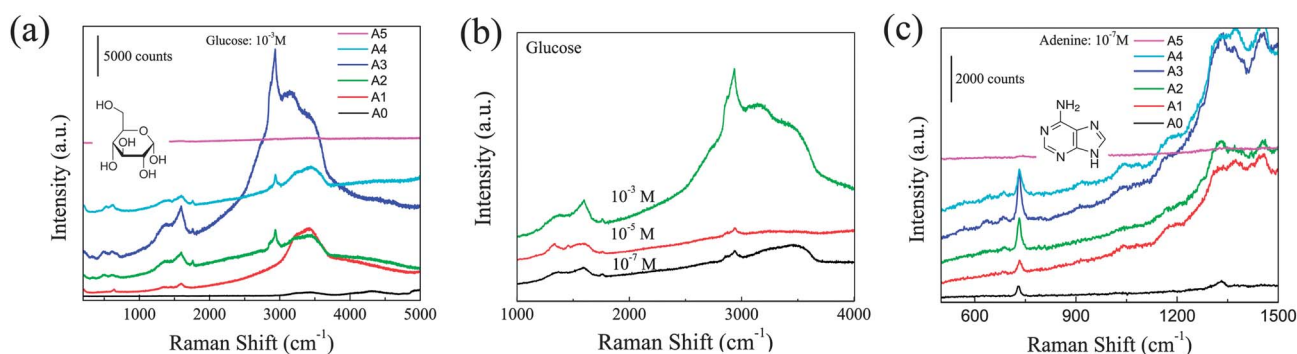 (a)
5000 counts
Glucose: 10⁻³M
A5
A4
A3
A2
A1
A0
HO
O
HO
OH
HO
OH
OH
Intensity (a.u.)
1000 2000 3000 4000 5000
Raman Shift (cm⁻¹)
(b)
Glucose
10⁻³ M
10⁻⁵ M
10⁻⁷ M
Intensity (a.u.)
1000 2000 3000 4000
Raman Shift (cm⁻¹)
(c)
Adenine: 10⁻⁷M
2000 counts
A5
A4
A3
A2
A1
A0
NH₂
N
N
N
N
H
Intensity (a.u.)
600 900 1200 1500
Raman Shift (cm⁻¹)